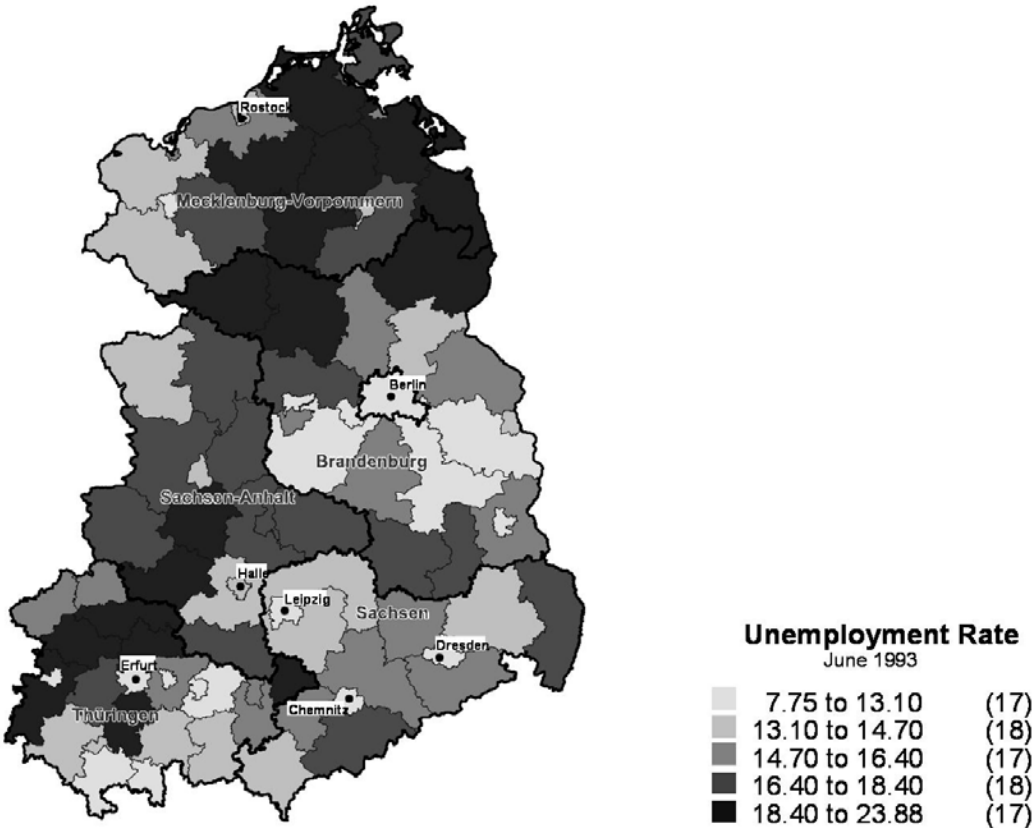 Rostock
Mecklenburg-Vorpommern
Berlin
Brandenburg
Sachsen-Anhalt
Halle
Leipzig
Sachsen
Dresden
Erfurt
Chemnitz
Thüringen
Unemployment Rate
June 1993
7.75 to 13.10 (17)
13.10 to 14.70 (18)
14.70 to 16.40 (17)
16.40 to 18.40 (18)
18.40 to 23.88 (17)